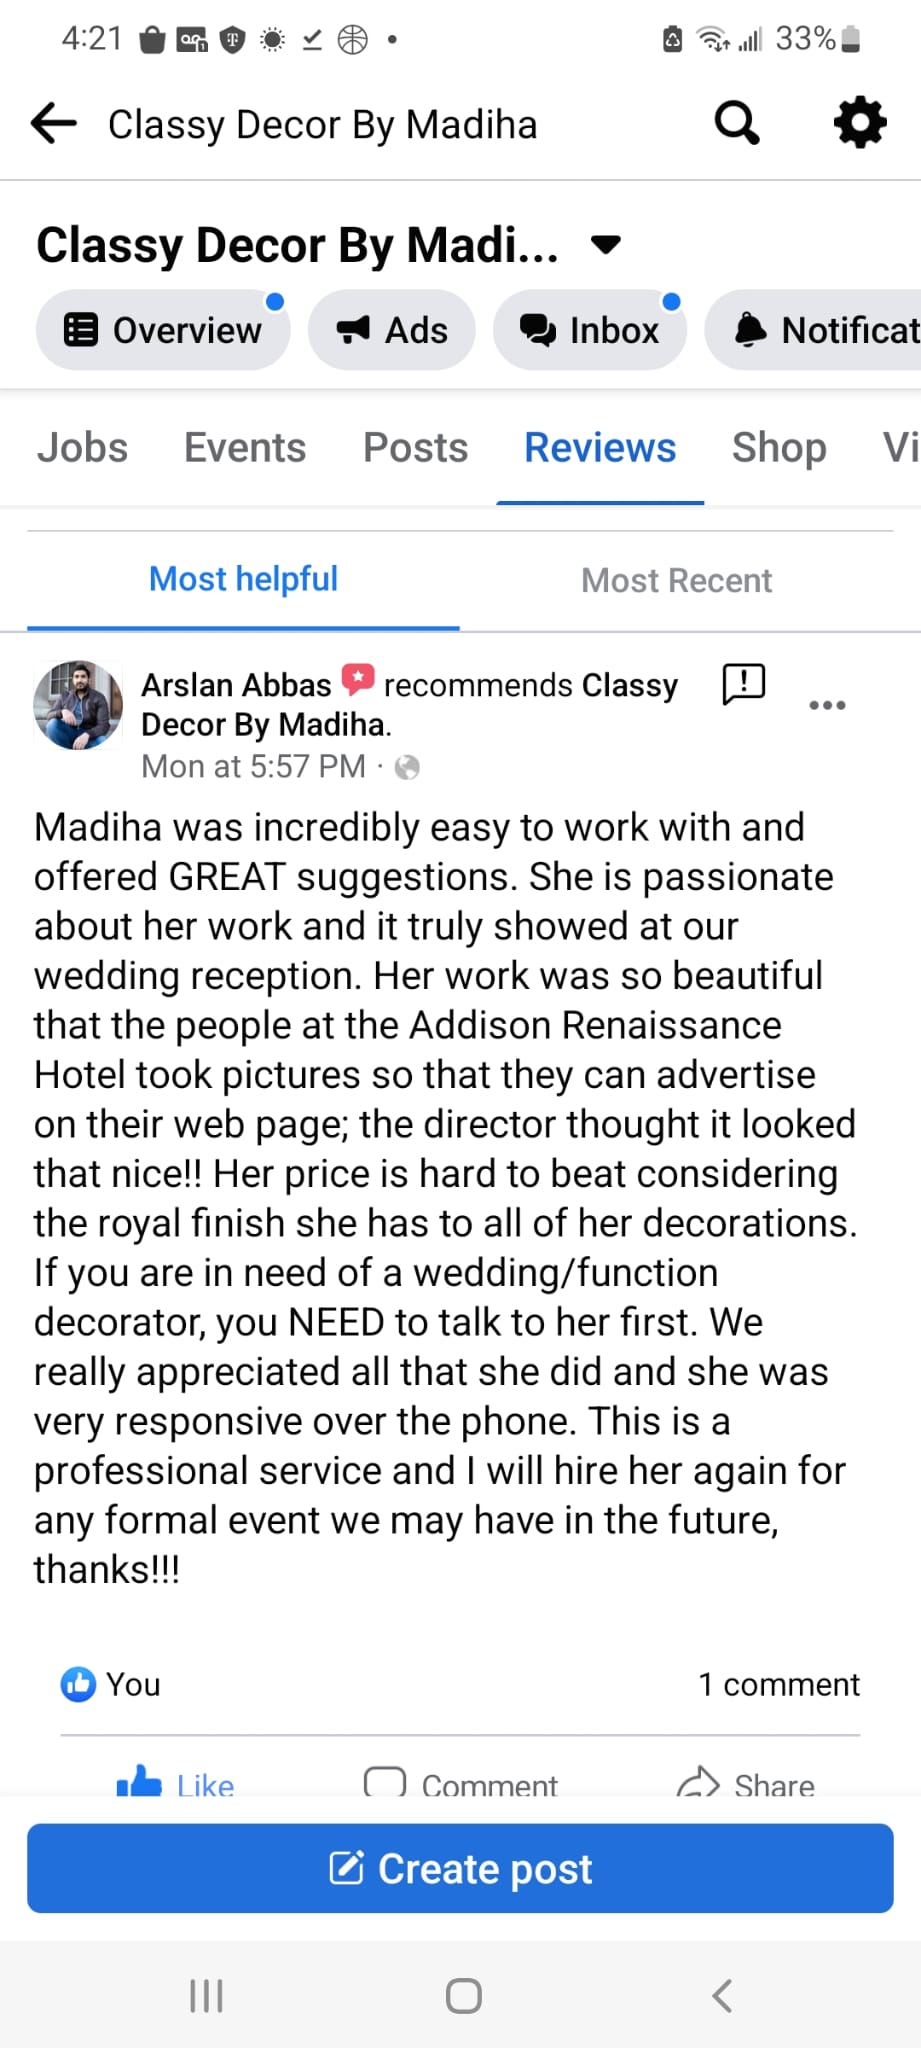 4:21
33%
Classy Decor By Madiha
Classy Decor By Madi...
Overview Ads Inbox Notificat
Jobs Events Posts Reviews Shop Vi
Most helpful Most Recent
Arslan Abbas recommends Classy
Decor By Madiha.
Mon at 5:57 PM ·
Madiha was incredibly easy to work with and
offered GREAT suggestions. She is passionate
about her work and it truly showed at our
wedding reception. Her work was so beautiful
that the people at the Addison Renaissance
Hotel took pictures so that they can advertise
on their web page; the director thought it looked
that nice!! Her price is hard to beat considering
the royal finish she has to all of her decorations.
If you are in need of a wedding/function
decorator, you NEED to talk to her first. We
really appreciated all that she did and she was
very responsive over the phone. This is a
professional service and I will hire her again for
any formal event we may have in the future,
thanks!!!
You 1 comment
Like Comment Share
Create post